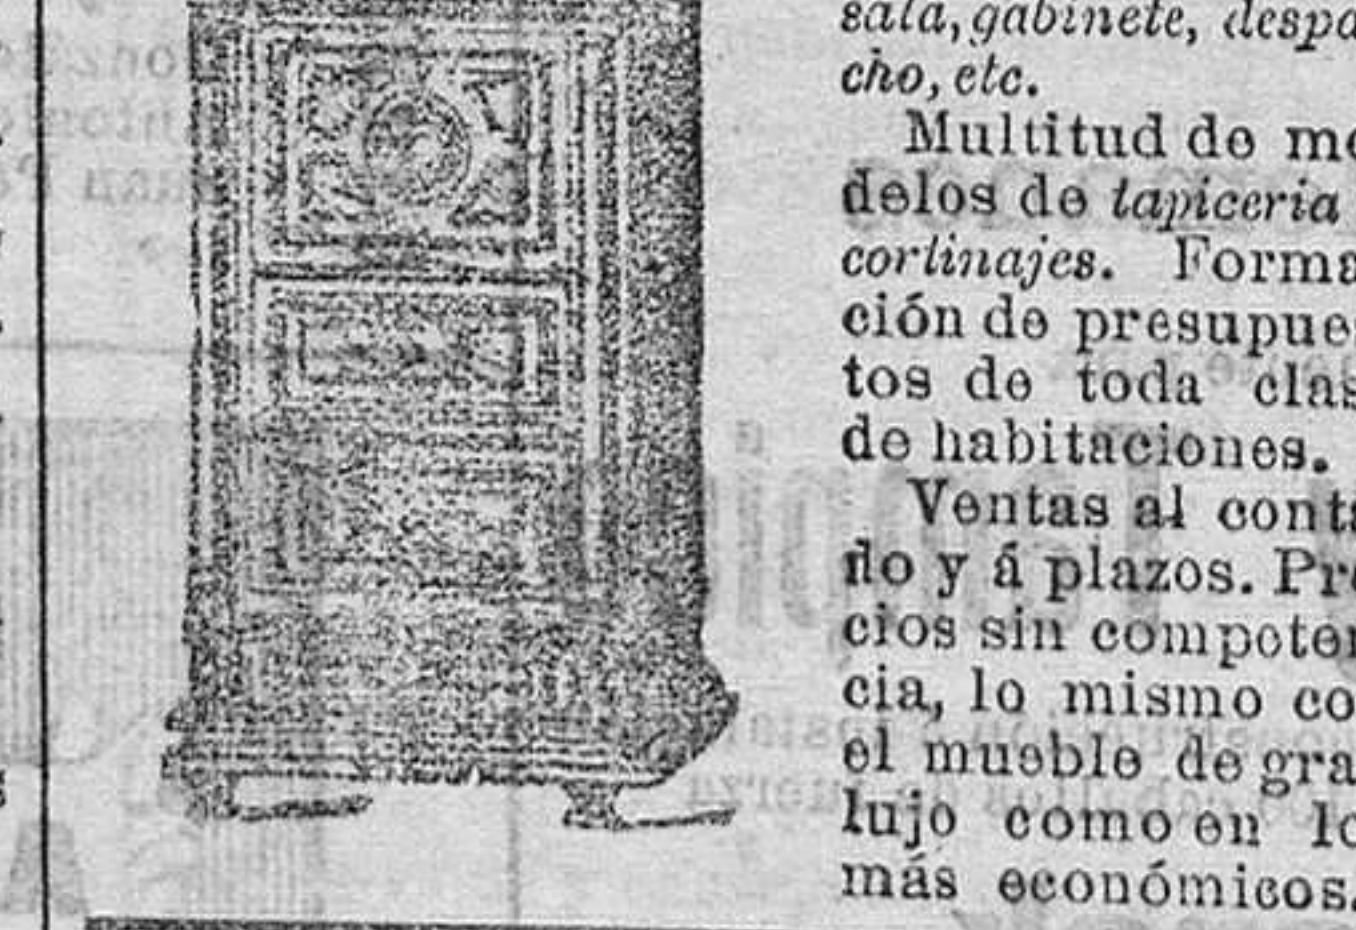 sala, gabinete, despa
cho, etc.
Multitud de mo
delos de tapiceria
cortinajes. Forma
ción de presupues
tos de toda clas
de habitaciones.
Ventas al conta
do y á plazos. Pre
cios sin competen
cia, lo mismo co
el mueble de gra
lujo como en lo
más económicos.